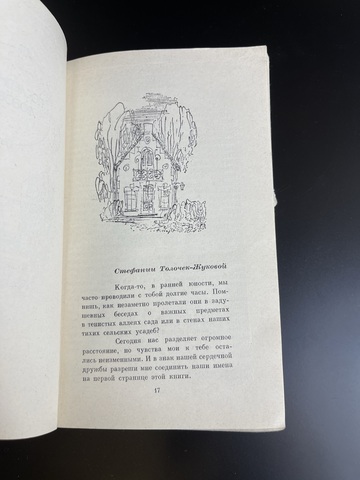 Стефании Толочек-Жуковой
Когда-то, в ранней юности, мы
часто проводили с тобой долгие часы. Пом-
нишь, как незаметно пролетали они в заду-
шевных беседах о важных предметах
в тенистых аллеях сада или в стенах наших
тихих сельских усадеб?
Сегодня нас разделяет огромное
расстояние, но чувства мои к тебе оста-
лись неизменными. И в знак нашей сердечной
дружбы разреши мне соединить наши имена
на первой странице этой книги.
17